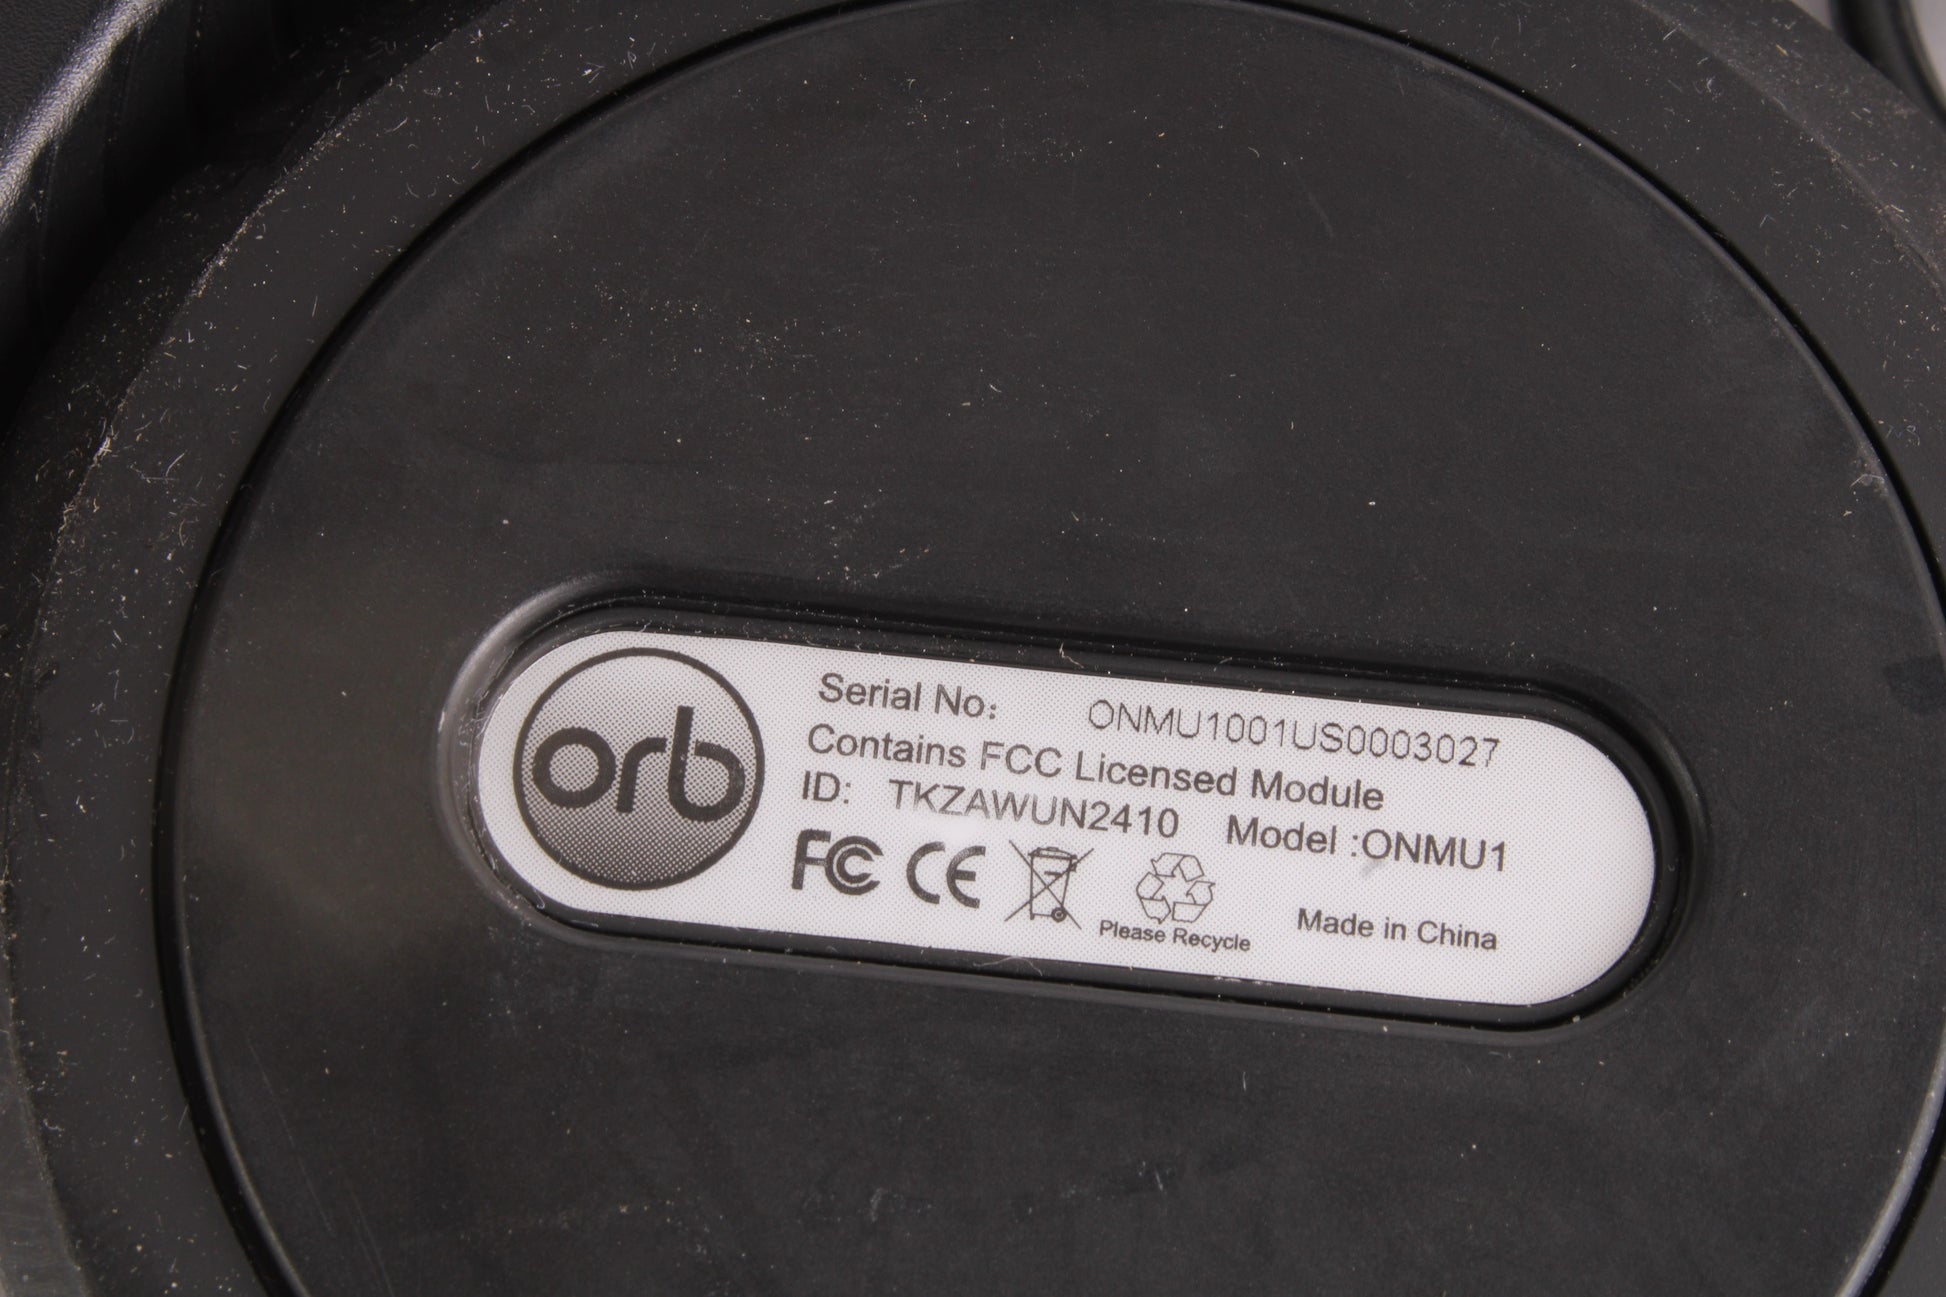 orb
Serial No: ONMU1001US0003027
Contains FCC Licensed Module
ID: TKZAWUN2410 Model :ONMU1
FC CE
Please Recycle
Made in China